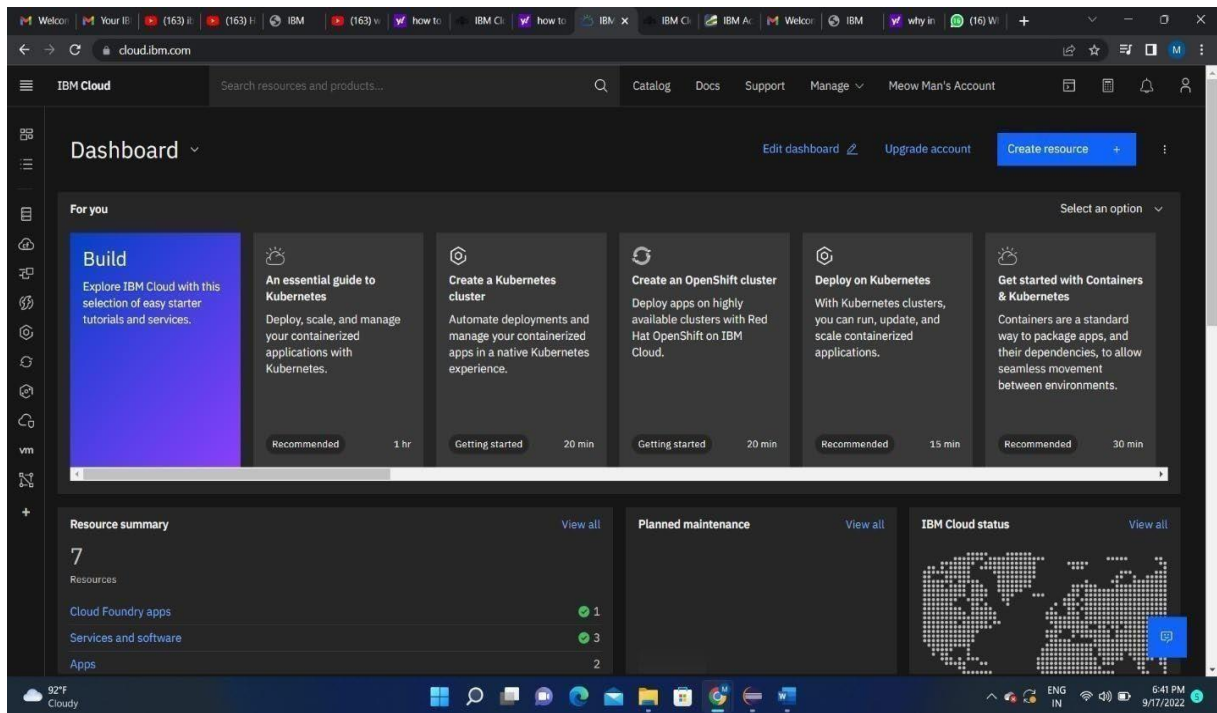 Welcon
Your IB
(163) it
(163) H
IBM
(163) w
how to
IBM Cl
how to
IBM
IBM Cl
IBM Ac
Welcon
IBM
why in
(16) W
cloud.ibm.com
M
IBM Cloud
Search resources and products...
Catalog
Docs
Support
Manage
Meow Man's Account
Dashboard
Edit dashboard
Upgrade account
Create resource +
For you
Select an option
Build
Explore IBM Cloud with this
selection of easy starter
tutorials and services.
An essential guide to
Kubernetes
Deploy, scale, and manage
your containerized
applications with
Kubernetes.
Recommended
1 hr
Create a Kubernetes
cluster
Automate deployments and
manage your containerized
apps in a native Kubernetes
experience.
Getting started
20 min
Create an OpenShift cluster
Deploy apps on highly
available clusters with Red
Hat OpenShift on IBM
Cloud.
Getting started
20 min
Deploy on Kubernetes
With Kubernetes clusters,
you can run, update, and
scale containerized
applications.
Recommended
15 min
Get started with Containers
& Kubernetes
Containers are a standard
way to package apps, and
their dependencies, to allow
seamless movement
between environments.
Recommended
30 min
vm
Resource summary
View all
7
Resources
Cloud Foundry apps
1
Services and software
3
Apps
2
Planned maintenance
View all
IBM Cloud status
View all
92°F
Cloudy
ENG
IN
6:41 PM
9/17/2022
5